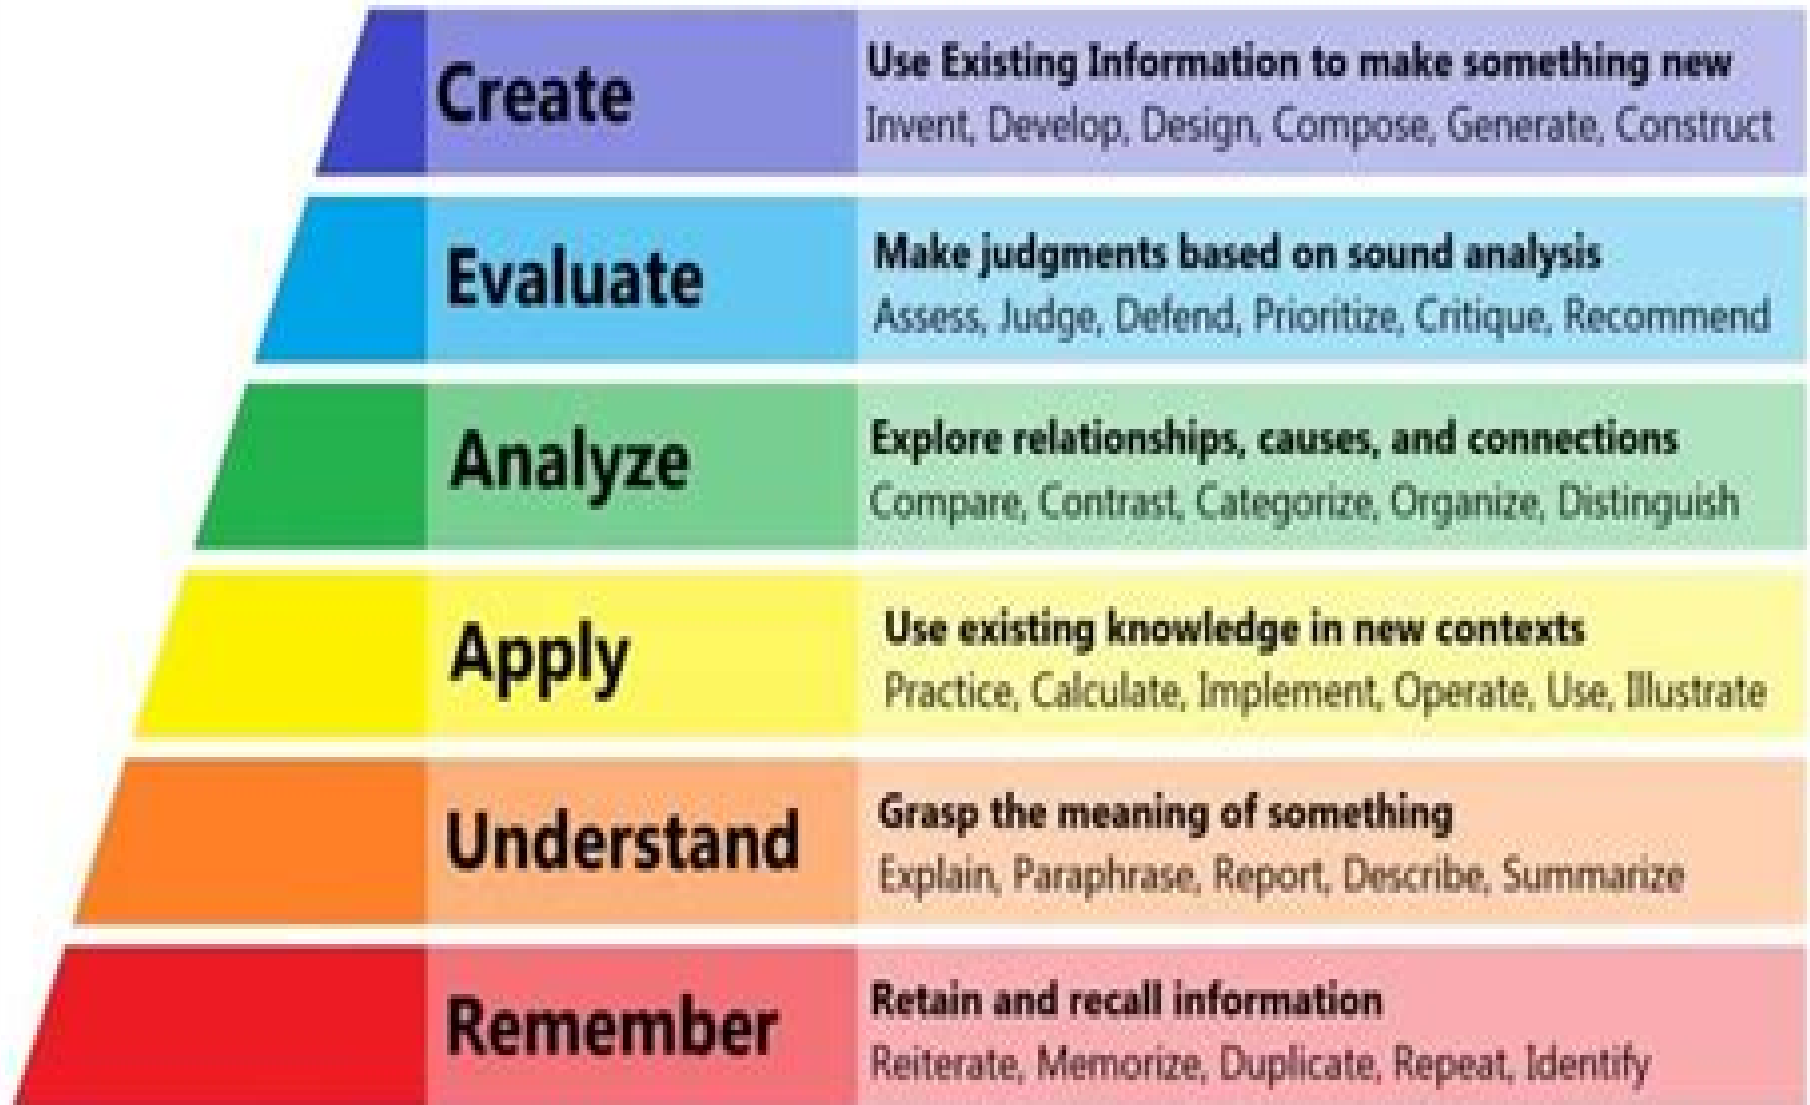 Create
Use Existing Information to make something new
Invent, Develop, Design, Compose, Generate, Construct
Evaluate
Make judgments based on sound analysis
Assess, Judge, Defend, Prioritize, Critique, Recommend
Analyze
Explore relationships, causes, and connections
Compare, Contrast, Categorize, Organize, Distinguish
Apply
Use existing knowledge in new contexts
Practice, Calculate, Implement, Operate, Use, Illustrate
Understand
Grasp the meaning of something
Explain, Paraphrase, Report, Describe, Summarize
Remember
Retain and recall information
Reiterate, Memorize, Duplicate, Repeat, Identify